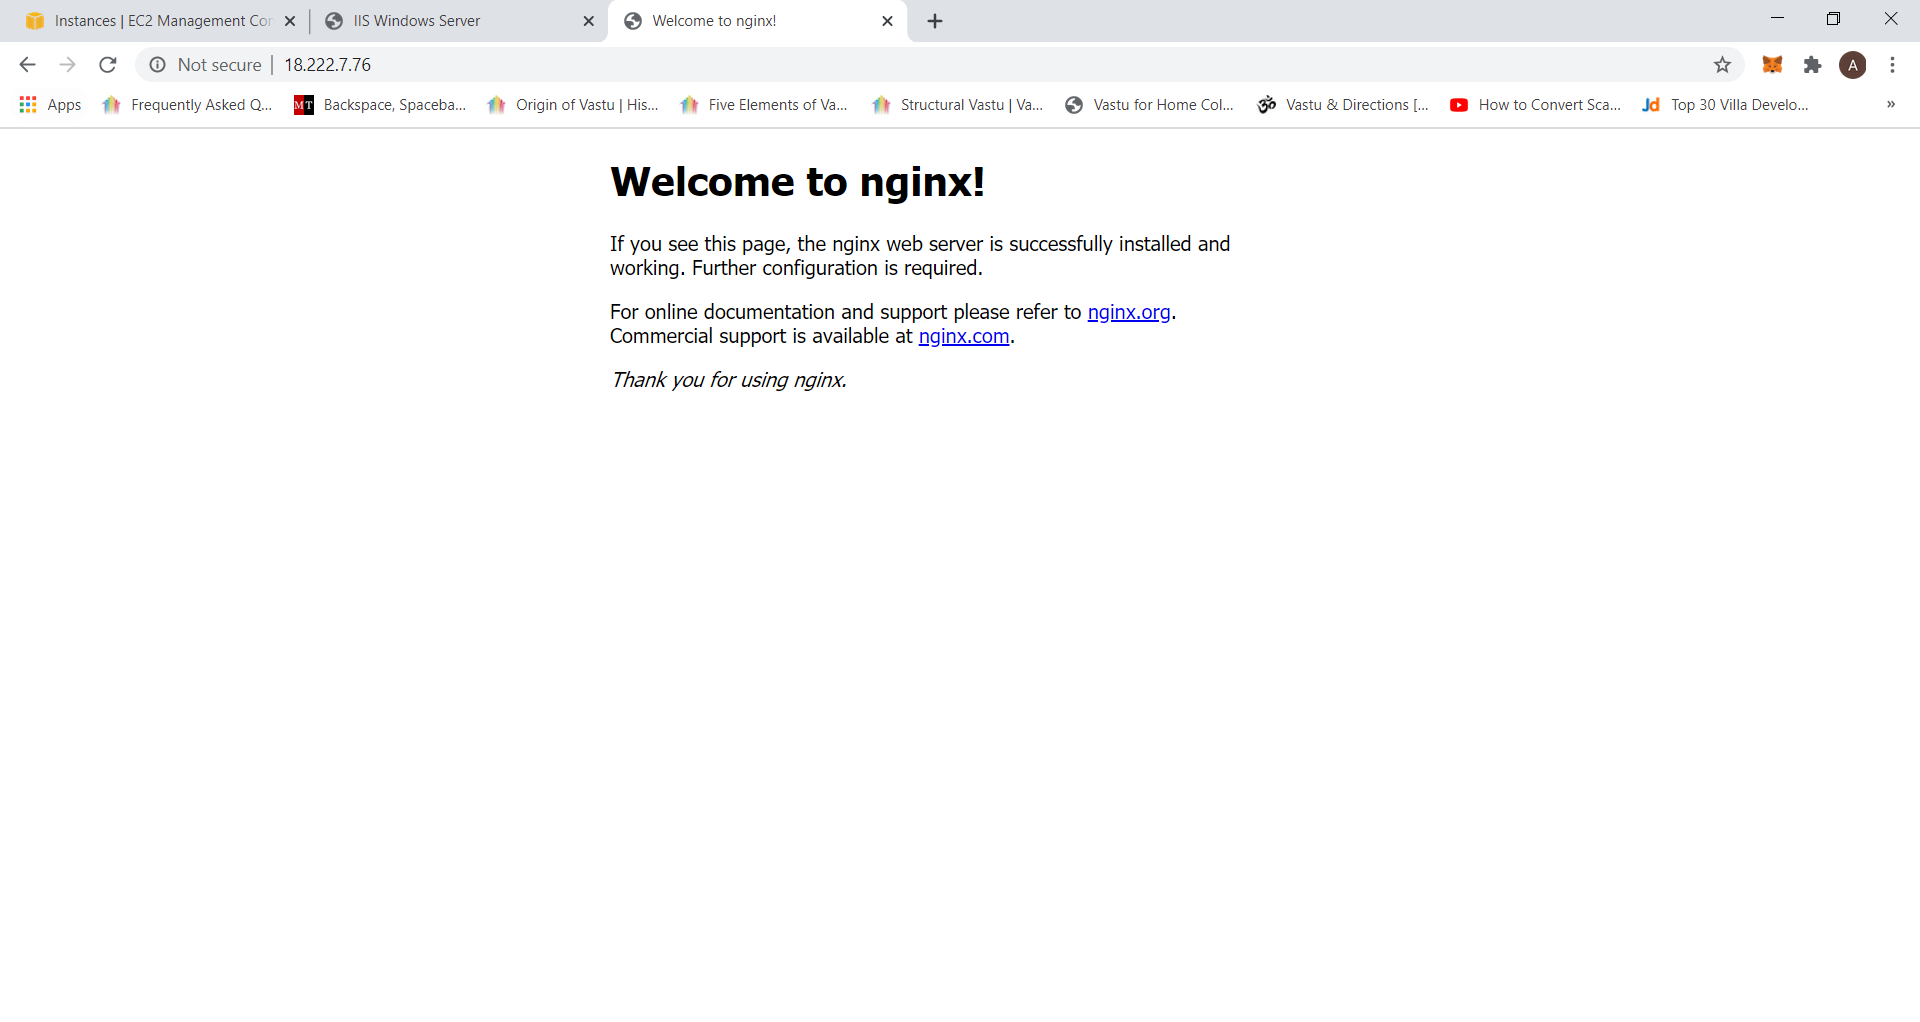 Instances | EC2 Management Con
IIS Windows Server
Welcome to nginx!
Not secure | 18.222.7.76
A
Apps
Frequently Asked Q...
MT
Backspace, Spaceba...
Origin of Vastu | His...
Five Elements of Va...
Structural Vastu | Va...
Vastu for Home Col...
ॐ
Vastu & Directions [...
How to Convert Sca...
Jd
Top 30 Villa Develo...
»
Welcome to nginx!
If you see this page, the nginx web server is successfully installed and
working. Further configuration is required.
For online documentation and support please refer to nginx.org.
Commercial support is available at nginx.com.
Thank you for using nginx.